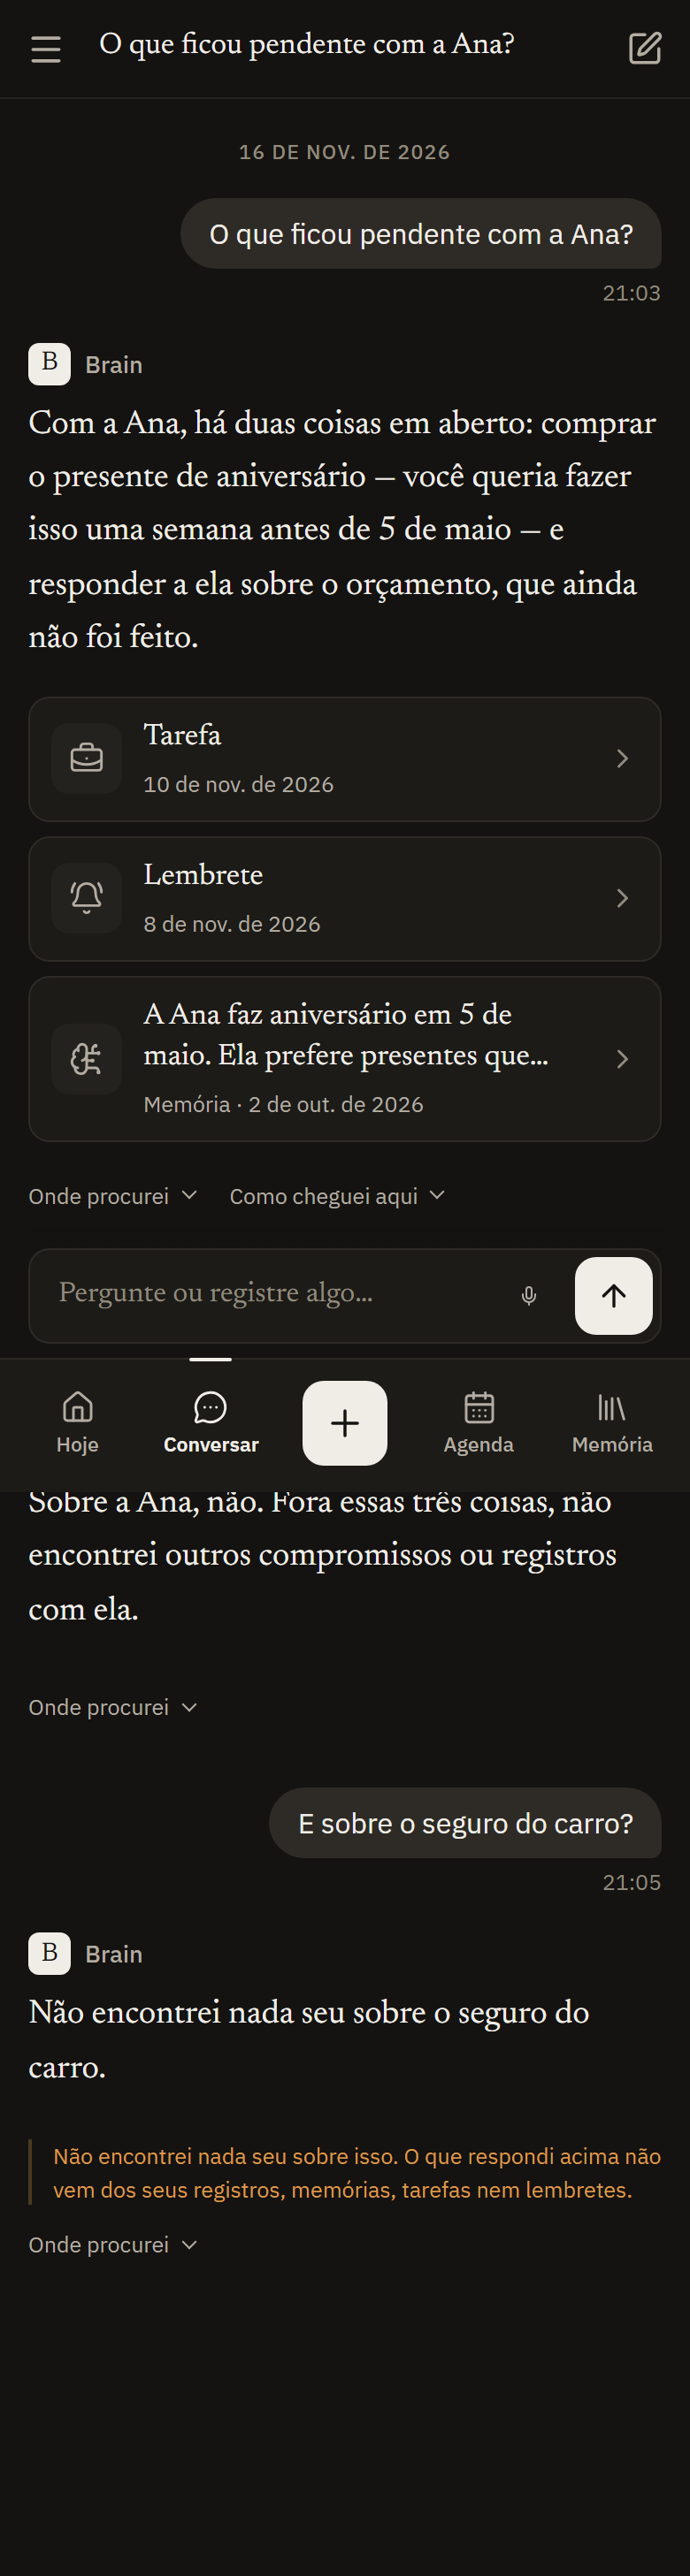 O que ficou pendente com a Ana?
16 DE NOV. DE 2026
O que ficou pendente com a Ana?
21:03
B Brain
Com a Ana, há duas coisas em aberto: comprar
o presente de aniversário — você queria fazer
isso uma semana antes de 5 de maio — e
responder a ela sobre o orçamento, que ainda
não foi feito.
Tarefa
10 de nov. de 2026
Lembrete
8 de nov. de 2026
A Ana faz aniversário em 5 de
maio. Ela prefere presentes que…
Memória · 2 de out. de 2026
Onde procurei Como cheguei aqui
Pergunte ou registre algo…
Hoje Conversar Agenda Memória
Sobre a Ana, não. Fora essas três coisas, não
encontrei outros compromissos ou registros
com ela.
Onde procurei
E sobre o seguro do carro?
21:05
B Brain
Não encontrei nada seu sobre o seguro do
carro.
Não encontrei nada seu sobre isso. O que respondi acima não
vem dos seus registros, memórias, tarefas nem lembretes.
Onde procurei